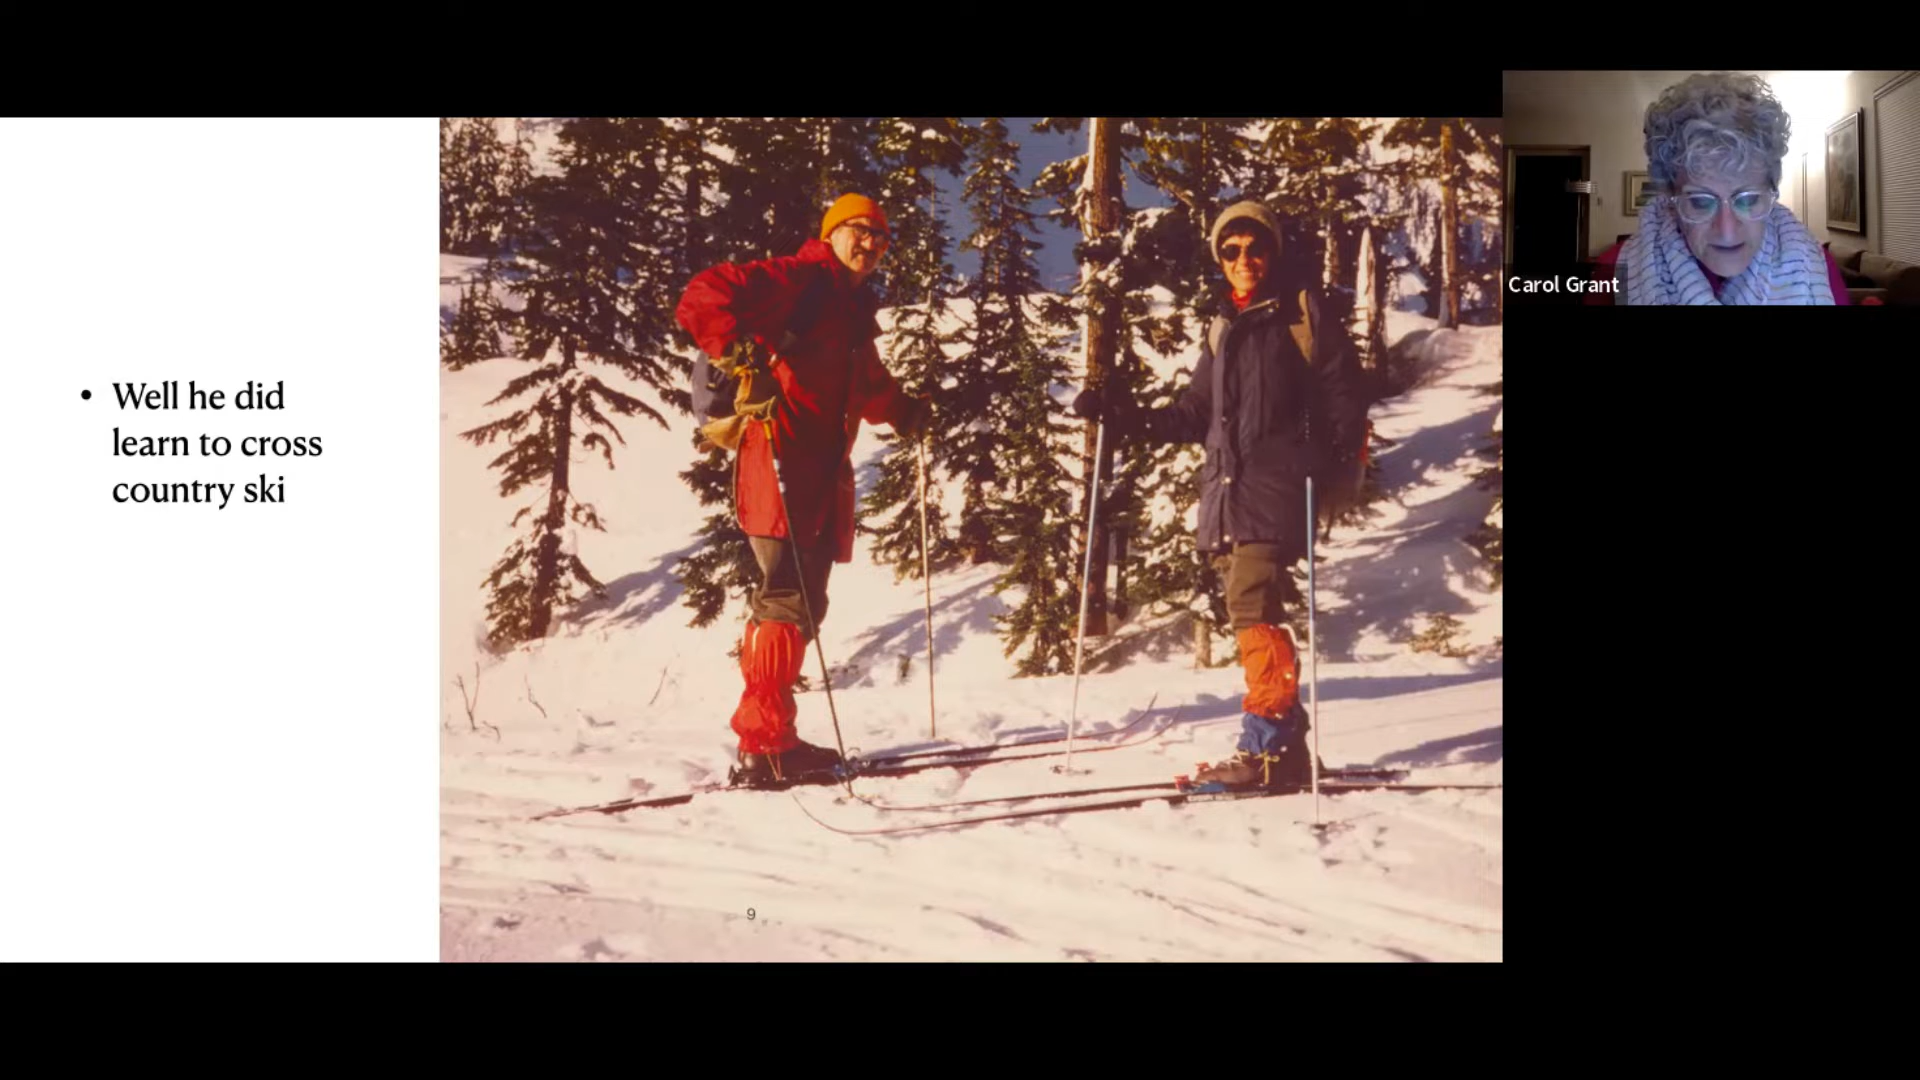 • Well he did
learn to cross
country ski
9
Carol Grant